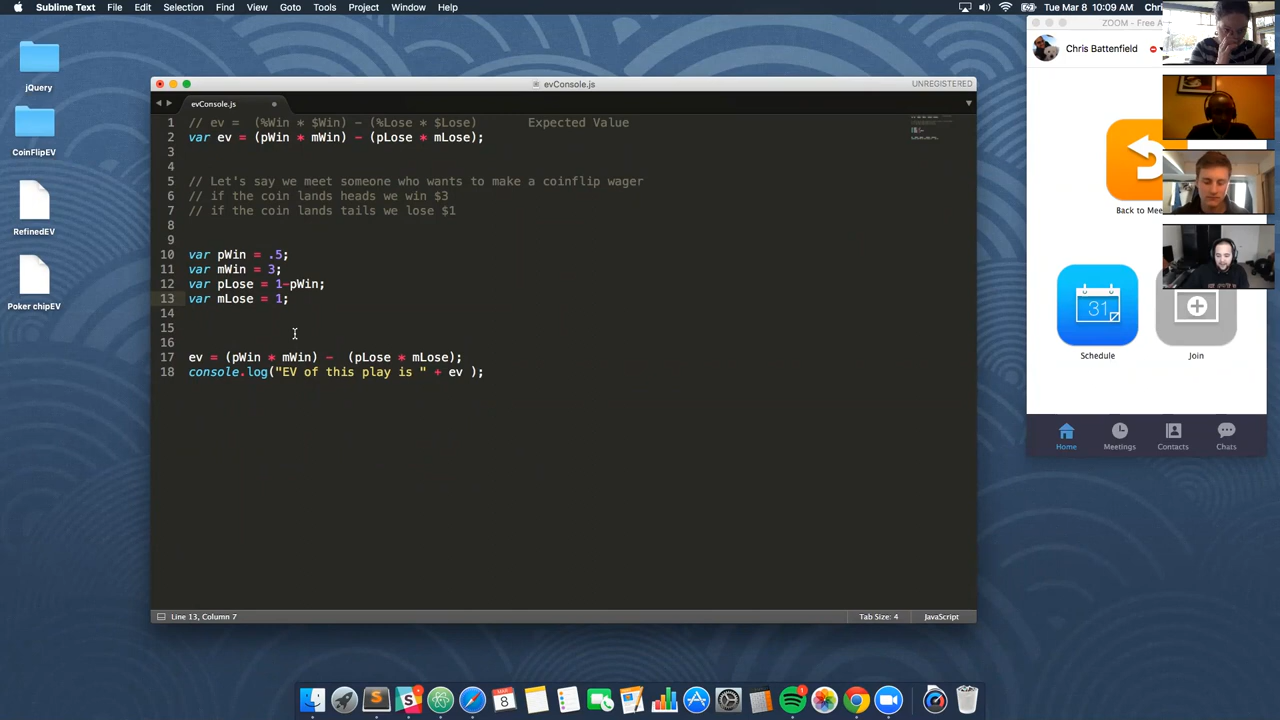 Sublime Text File Edit Selection Find View Goto Tools Project Window Help
Tue Mar 8 10:09 AM
jQuery
CoinFlipEV
RefinedEV
Poker chipEV
evConsole.js
UNREGISTERED
evConsole.js
1 // ev = (%Win * $Win) - (%Lose * $Lose) Expected Value
2 var ev = (pWin * mWin) - (pLose * mLose);
3
4
5 // Let's say we meet someone who wants to make a coinflip wager
6 // if the coin lands heads we win $3
7 // if the coin lands tails we lose $1
8
9
10 var pWin = .5;
11 var mWin = 3;
12 var pLose = 1-pWin;
13 var mLose = 1;
14
15
16
17 ev = (pWin * mWin) -  (pLose * mLose);
18 console.log("EV of this play is " + ev );
Line 13, Column 7
Tab Size: 4
JavaScript
ZOOM - Free
Chris Battenfield
Back to
31
Schedule
Join
Home
Meetings
Contacts
Chats
MAR
8
1